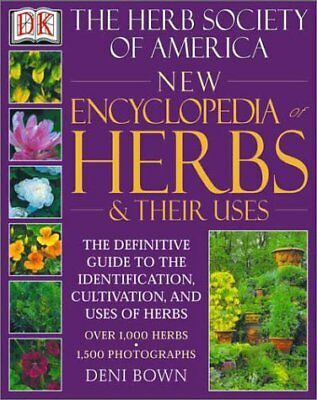 DK
THE HERB SOCIETY
OF AMERICA
NEW
ENCYCLOPEDIA of
HERBS
& THEIR USES
THE DEFINITIVE
GUIDE TO THE
IDENTIFICATION,
CULTIVATION, AND
USES OF HERBS
OVER 1,000 HERBS
•
1,500 PHOTOGRAPHS
DENI BOWN